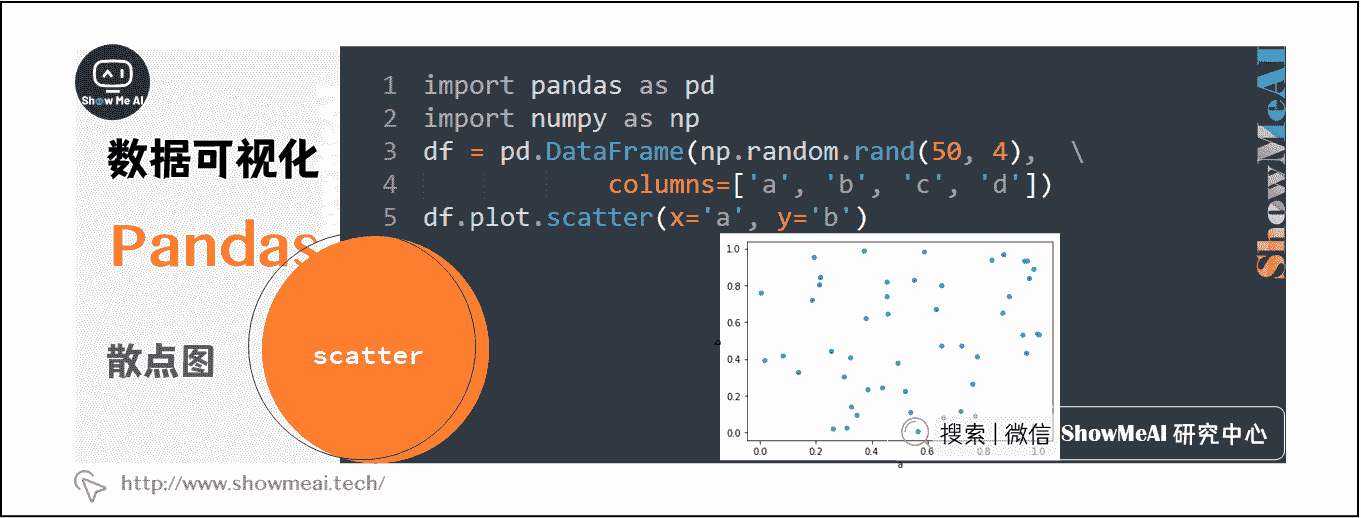 Show Me AI
数据可视化
Pandas
散点图
scatter
1 import pandas as pd
2 import numpy as np
3 df = pd.DataFrame(np.random.rand(50, 4), \
4 columns=['a', 'b', 'c', 'd'])
5 df.plot.scatter(x='a', y='b')
1.0
0.8
0.6
0.4
0.2
0.0
b
0.0 0.2 0.4 0.6 0.8 1.0
a
搜索 | 微信 ShowMeAI 研究中心
ShowMeAI
http://www.showmeai.tech/